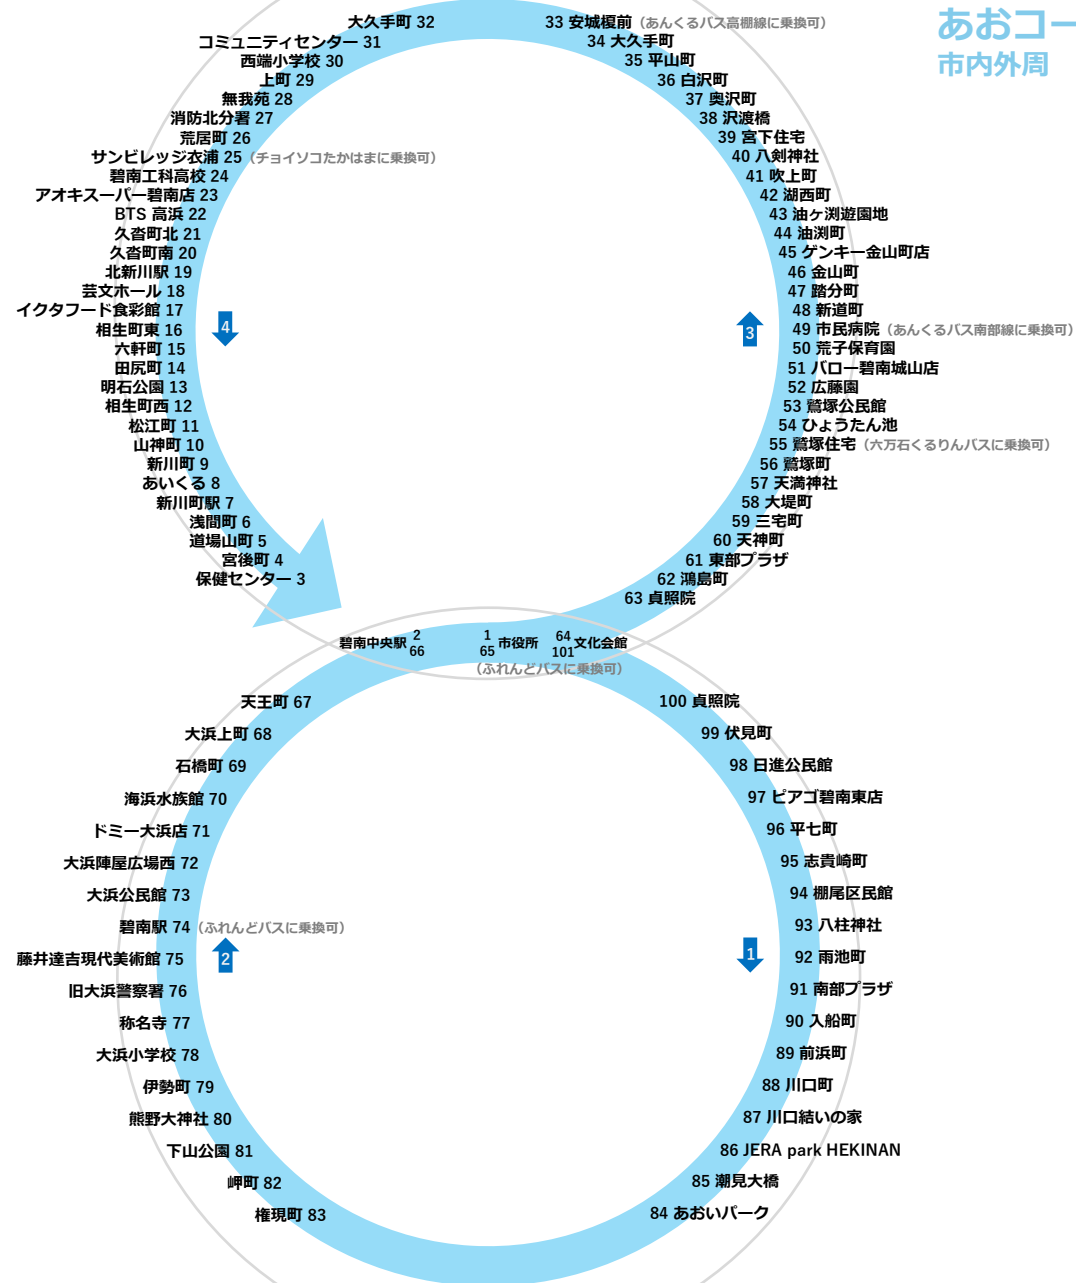 あおコー
市内外周
大久手町 32
コミュニティセンター 31
西端小学校 30
上町 29
無我苑 28
消防北分署 27
荒居町 26
サンビレッジ衣浦 25（チョイソコたかはまに乗換可）
碧南工科高校 24
アオキスーパー碧南店 23
BTS 高浜 22
久沓町北 21
久沓町南 20
北新川駅 19
芸文ホール 18
イクタフード食彩館 17
相生町東 16
六軒町 15
田尻町 14
明石公園 13
相生町西 12
松江町 11
山神町 10
新川町 9
あいくる 8
新川町駅 7
浅間町 6
道場山町 5
宮後町 4
保健センター 3
33 安城榎前（あんくるバス高棚線に乗換可）
34 大久手町
35 平山町
36 白沢町
37 奥沢町
38 沢渡橋
39 宮下住宅
40 八剣神社
41 吹上町
42 湖西町
43 油ヶ渕遊園地
44 油渕町
45 ゲンキー金山町店
46 金山町
47 踏分町
48 新道町
49 市民病院（あんくるバス南部線に乗換可）
50 荒子保育園
51 バロー碧南城山店
52 広藤園
53 鷲塚公民館
54 ひょうたん池
55 鷲塚住宅（六万石くるりんバスに乗換可）
56 鷲塚町
57 天満神社
58 大堤町
59 三宅町
60 天神町
61 東部プラザ
62 鴻島町
63 貞照院
4
3
碧南中央駅 2 66
1 65 市役所
64 101 文化会館
（ふれんどバスに乗換可）
天王町 67
大浜上町 68
石橋町 69
海浜水族館 70
ドミー大浜店 71
大浜陣屋広場西 72
大浜公民館 73
碧南駅 74（ふれんどバスに乗換可）
藤井達吉現代美術館 75
旧大浜警察署 76
称名寺 77
大浜小学校 78
伊勢町 79
熊野大神社 80
下山公園 81
岬町 82
権現町 83
100 貞照院
99 伏見町
98 日進公民館
97 ピアゴ碧南東店
96 平七町
95 志貴崎町
94 棚尾区民館
93 八柱神社
92 雨池町
91 南部プラザ
90 入船町
89 前浜町
88 川口町
87 川口結いの家
86 JERA park HEKINAN
85 潮見大橋
84 あおいパーク
2
1